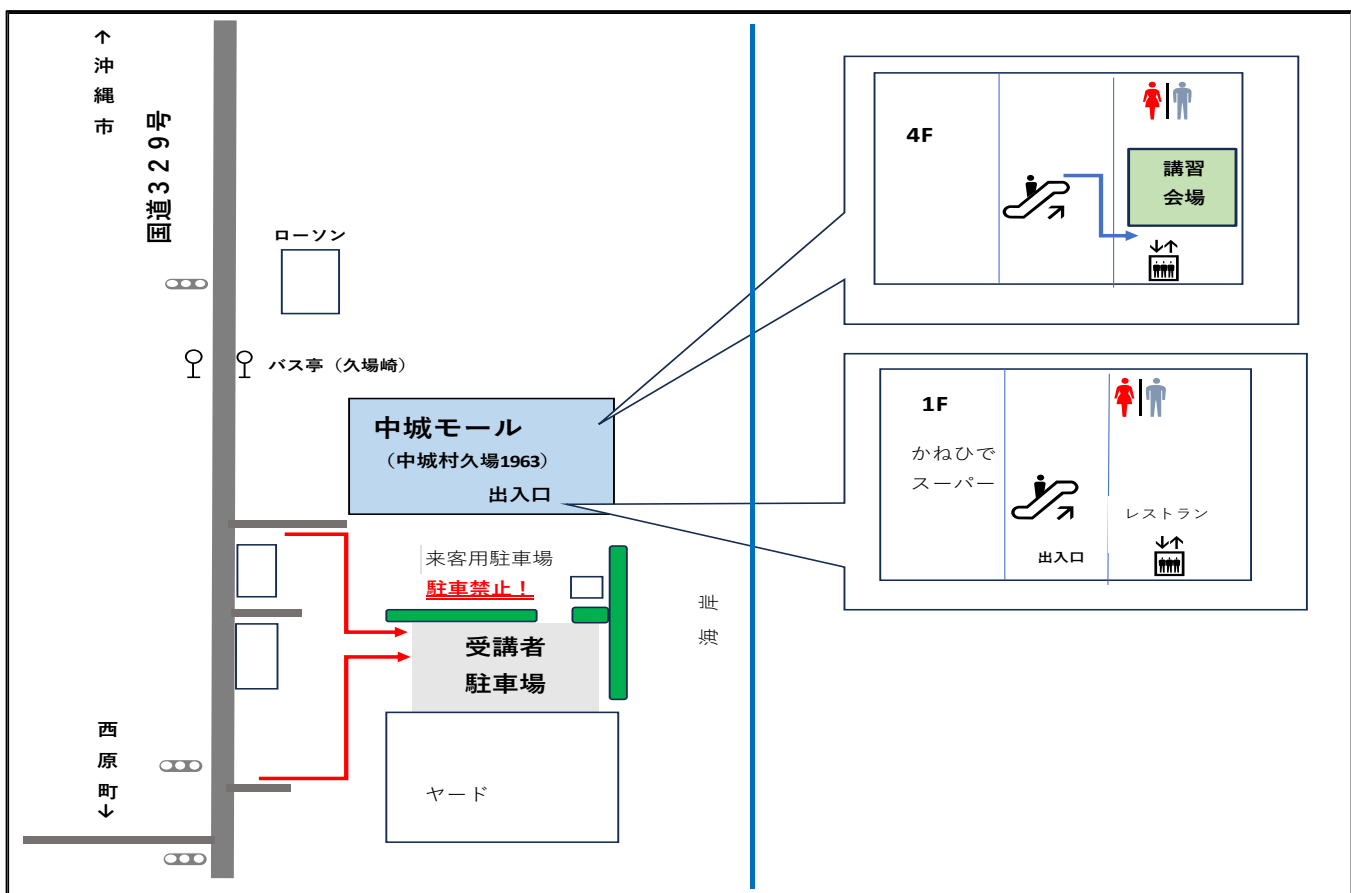 ↑沖縄市
国道329号
ローソン
バス亭（久場崎）
中城モール
（中城村久場1963）
出入口
来客用駐車場
駐車禁止！
受講者
駐車場
ヤード
西原町↓
海岸
4F
講習
会場
↓↑
1F
かねひで
スーパー
レストラン
出入口
↓↑